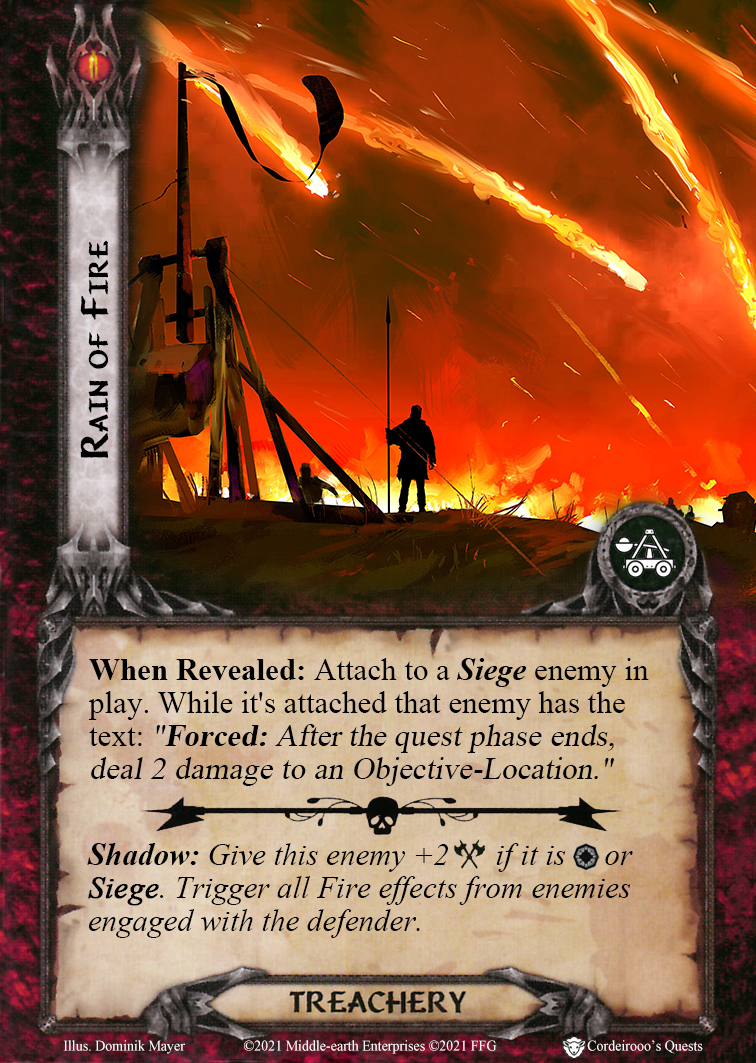 Rain of Fire
When Revealed: Attach to a Siege enemy in
play. While it's attached that enemy has the
text: "Forced: After the quest phase ends,
deal 2 damage to an Objective-Location."
Shadow: Give this enemy +2 if it is or
Siege. Trigger all Fire effects from enemies
engaged with the defender.
TREACHERY
Illus. Dominik Mayer ©2021 Middle-earth Enterprises ©2021 FFG Cordeirooo's Quests